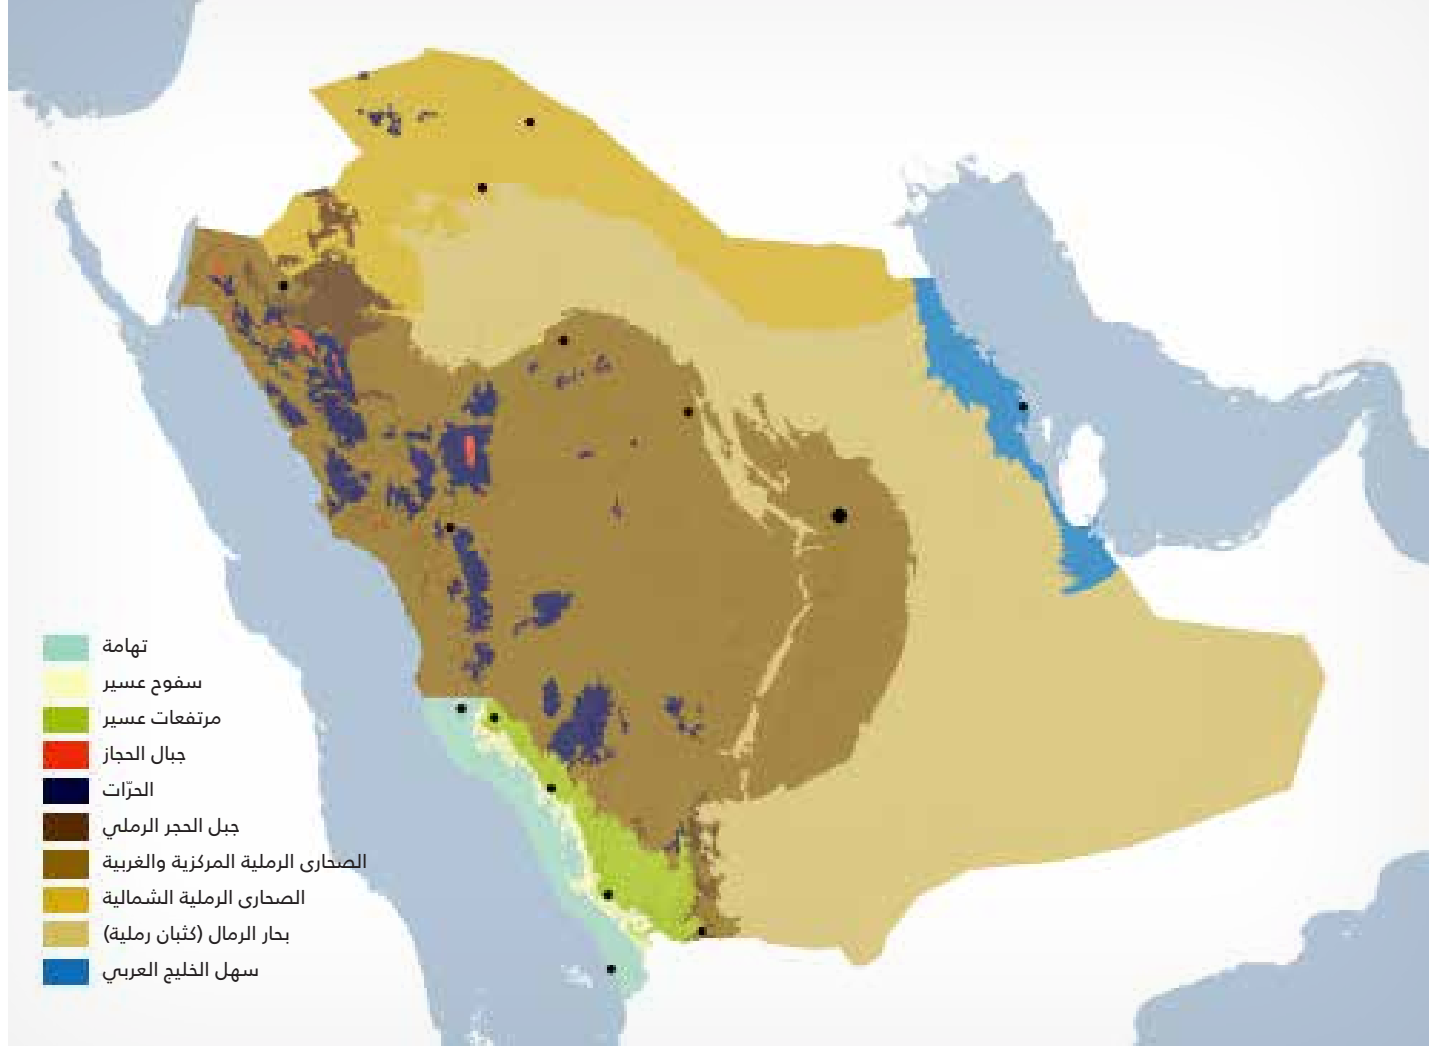 تهامة
سفوح عسير
مرتفعات عسير
جبال الحجاز
الحرّات
جبل الحجر الرملي
الصحارى الرملية المركزية والغربية
الصحارى الرملية الشمالية
بحار الرمال (كثبان رملية)
سهل الخليج العربي